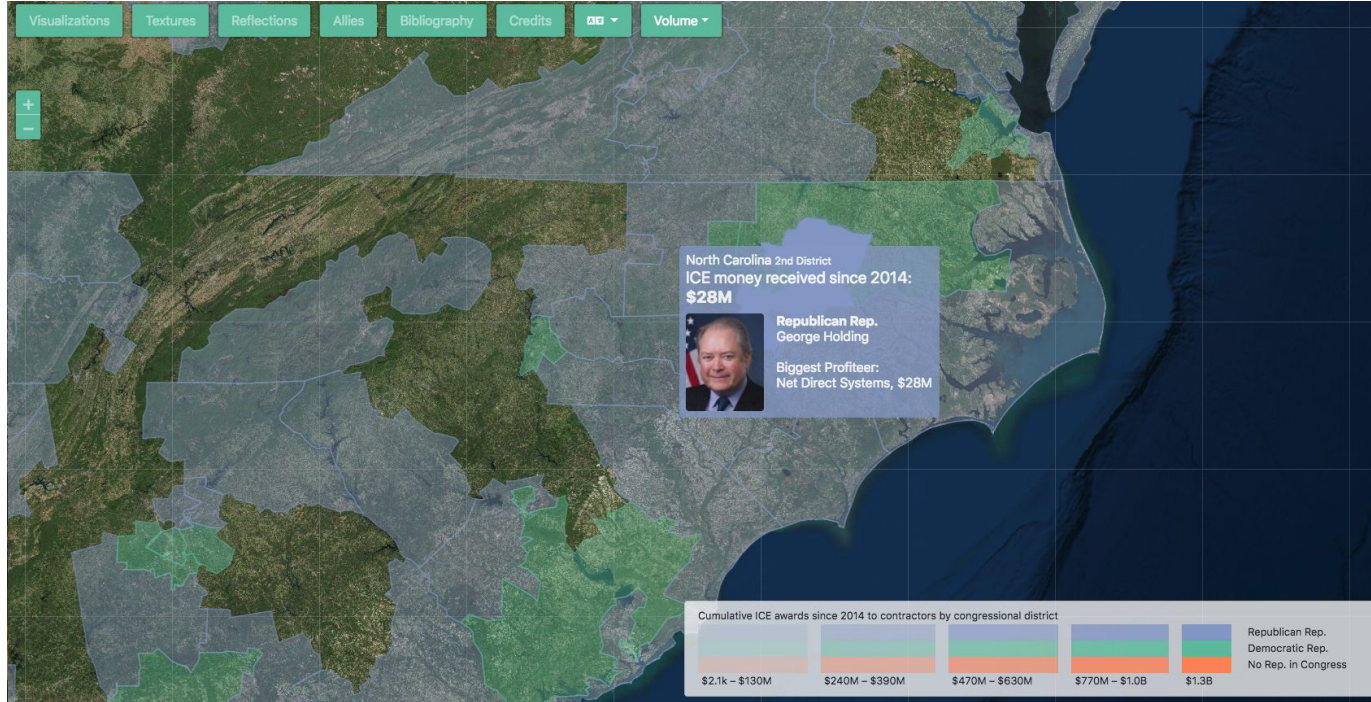 Visualizations
Textures
Reflections
Allies
Bibliography
Credits
Volume
+
−
North Carolina 2nd District
ICE money received since 2014:
$28M
Republican Rep.
George Holding
Biggest Profiteer:
Net Direct Systems, $28M
Cumulative ICE awards since 2014 to contractors by congressional district
Republican Rep.
Democratic Rep.
No Rep. in Congress
$2.1k – $130M
$240M – $390M
$470M – $630M
$770M – $1.0B
$1.3B